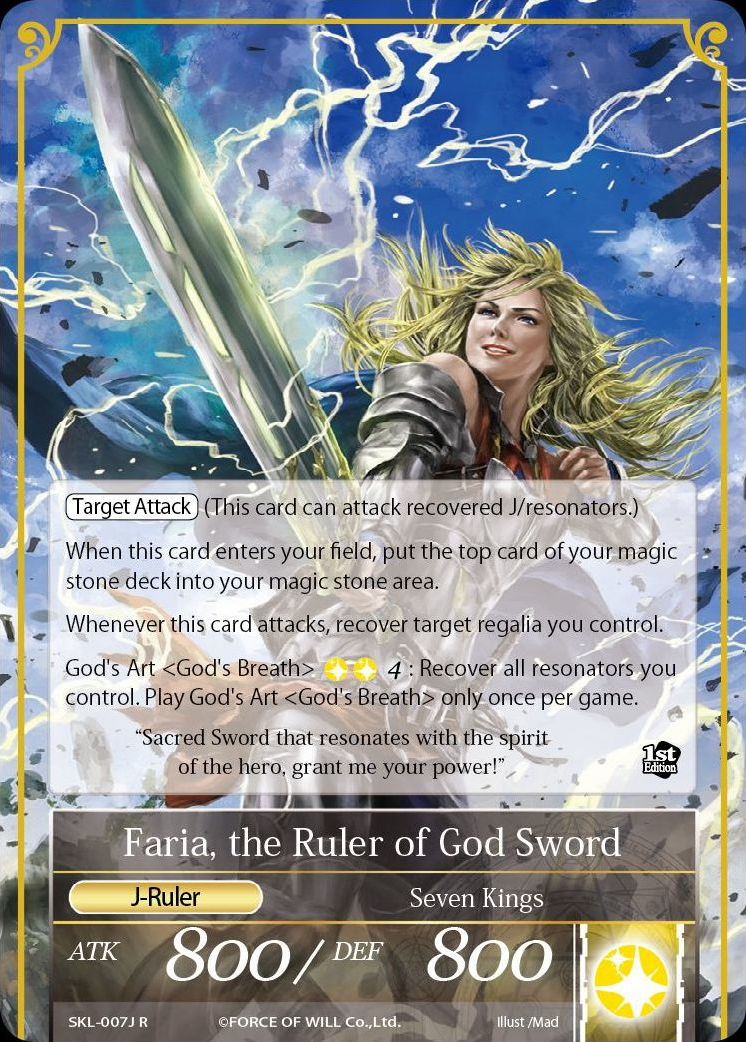 Target Attack (This card can attack recovered J/resonators.)
When this card enters your field, put the top card of your magic
stone deck into your magic stone area.
Whenever this card attacks, recover target regalia you control.
God's Art <God's Breath> 4 : Recover all resonators you
control. Play God's Art <God's Breath> only once per game.
“Sacred Sword that resonates with the spirit
of the hero, grant me your power!”
1st
Edition
Faria, the Ruler of God Sword
J-Ruler Seven Kings
ATK 800 / DEF 800
SKL-007J R ©FORCE OF WILL Co.,Ltd. Illust /Mad